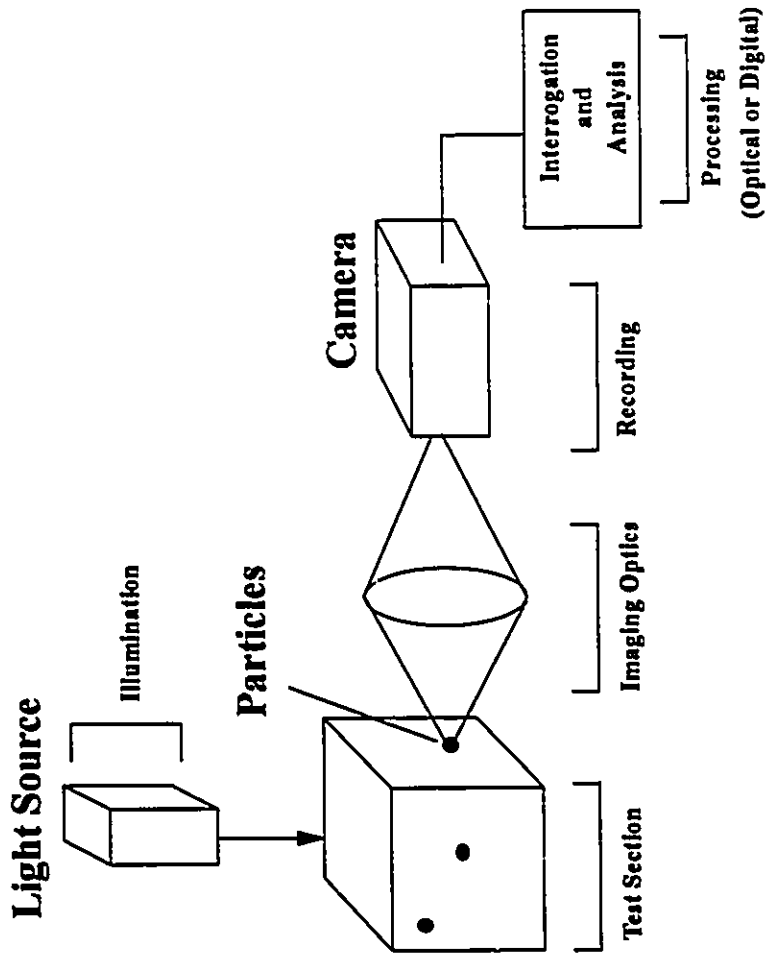 Light Source
Illumination
Particles
Camera
Interrogation
and
Analysis
Test Section
Imaging Optics
Recording
Processing
(Optical or Digital)